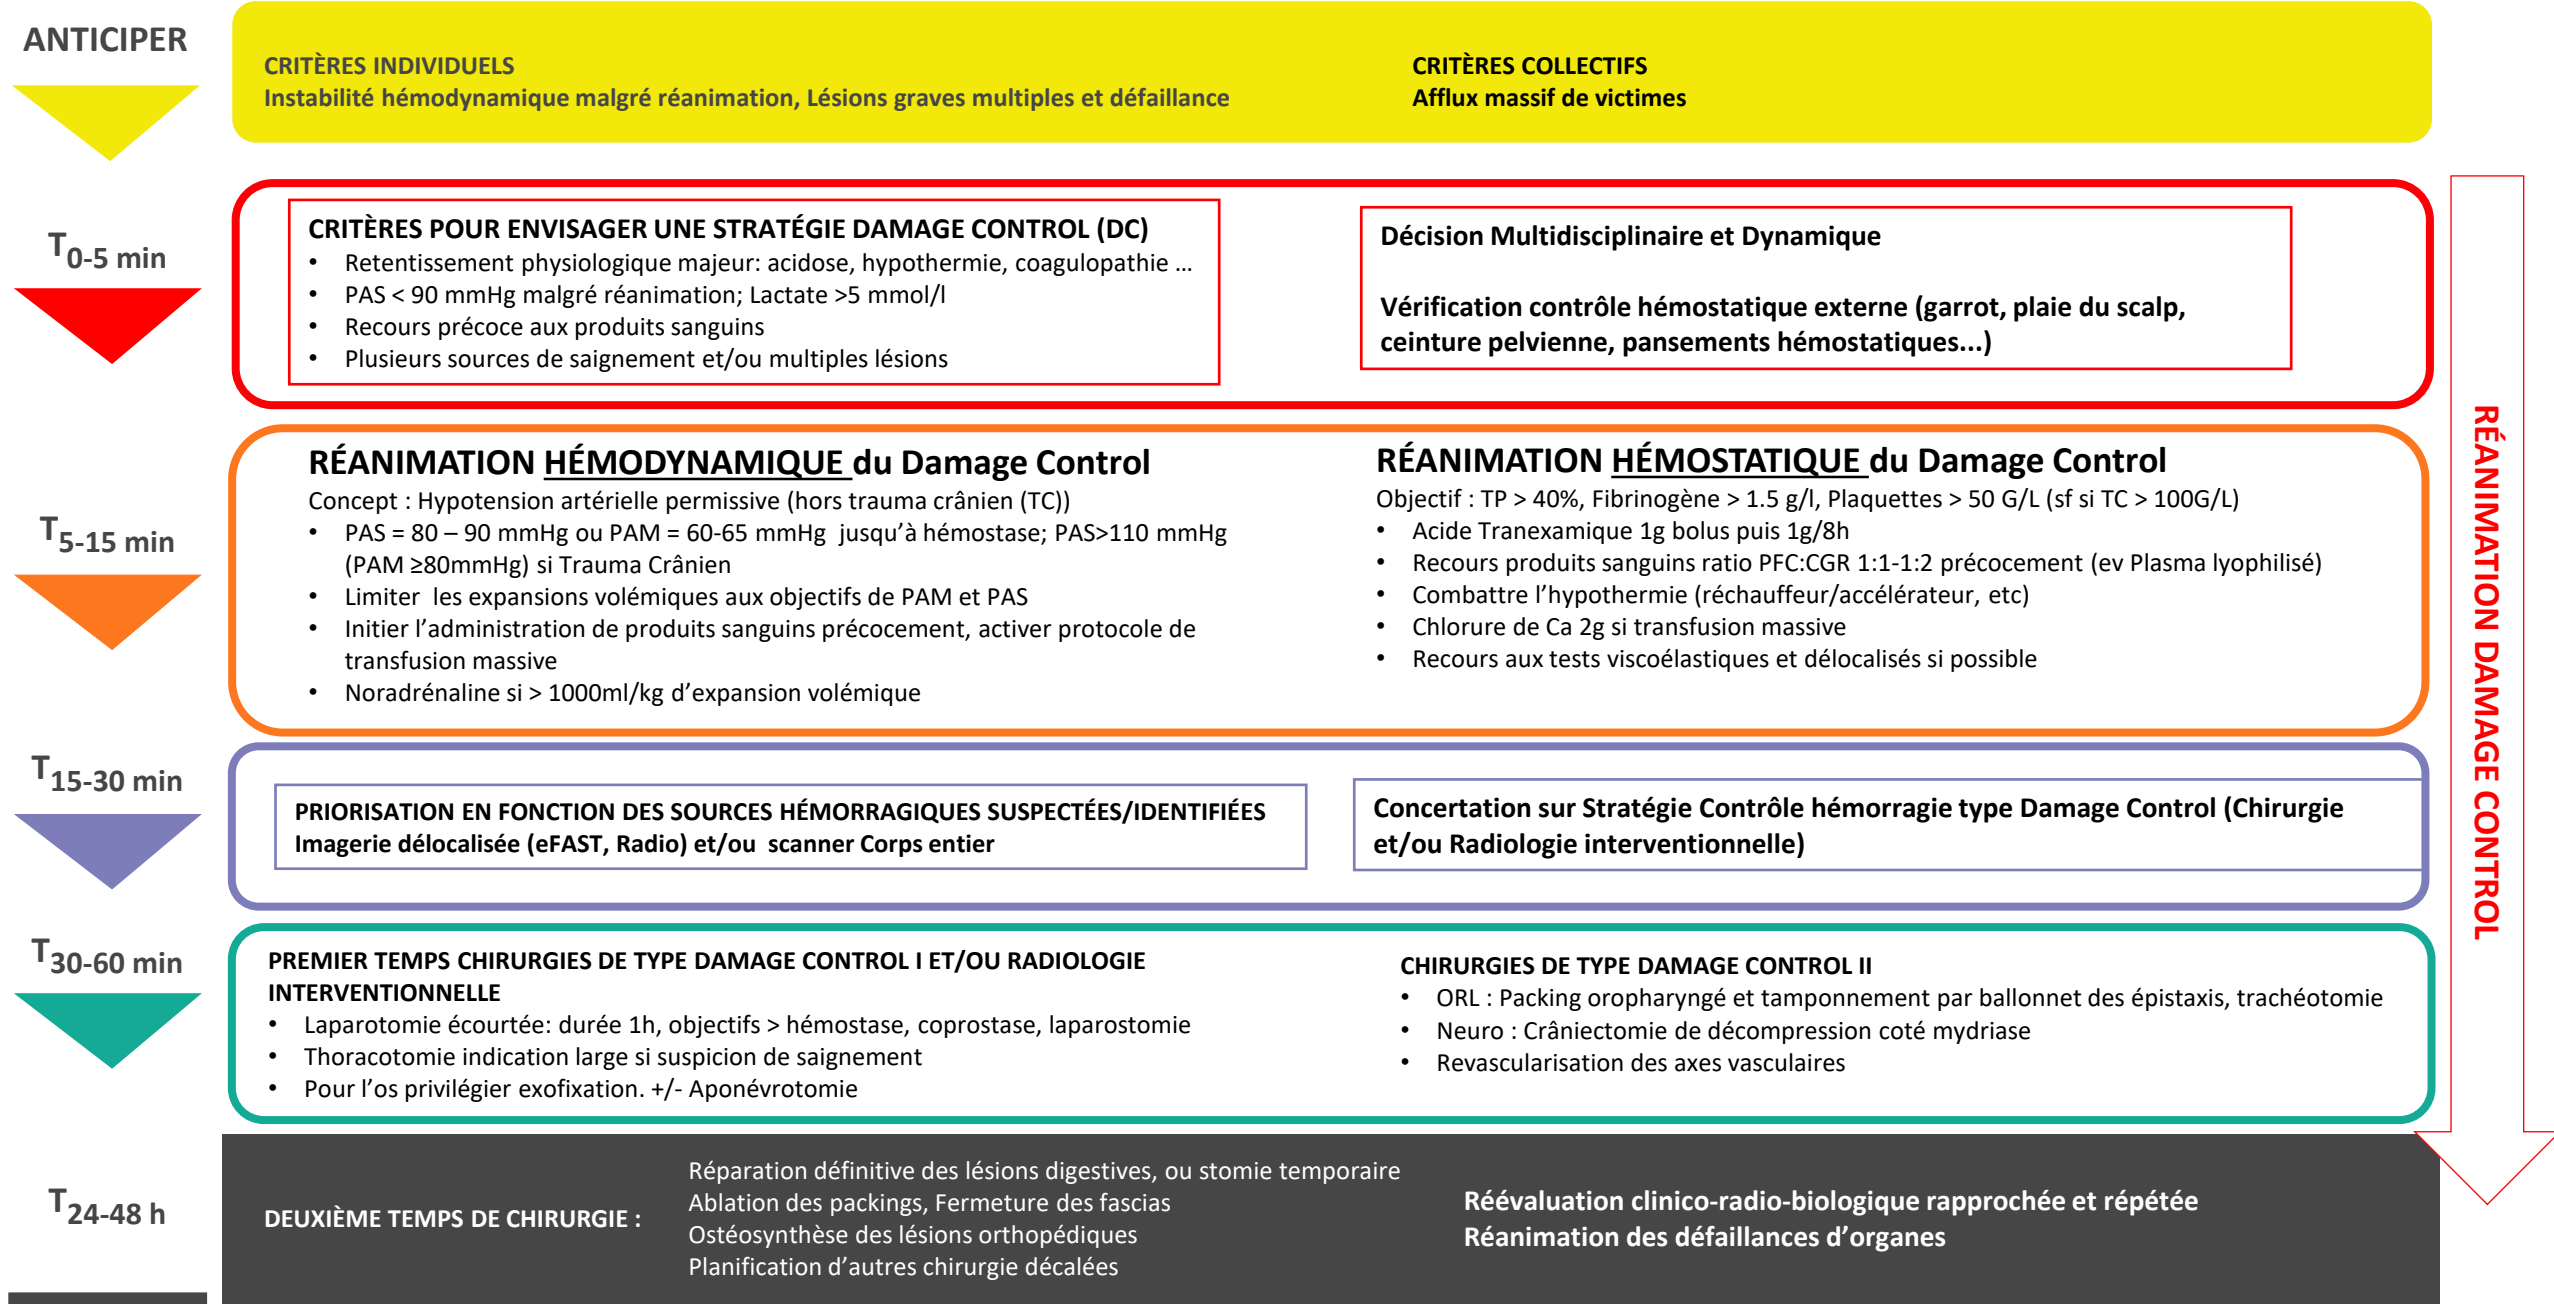 ANTICIPER
CRITÈRES INDIVIDUELS
Instabilité hémodynamique malgré réanimation, Lésions graves multiples et défaillance
CRITÈRES COLLECTIFS
Afflux massif de victimes
T0-5 min
CRITÈRES POUR ENVISAGER UNE STRATÉGIE DAMAGE CONTROL (DC)
• Retentissement physiologique majeur: acidose, hypothermie, coagulopathie ...
• PAS < 90 mmHg malgré réanimation; Lactate >5 mmol/l
• Recours précoce aux produits sanguins
• Plusieurs sources de saignement et/ou multiples lésions
Décision Multidisciplinaire et Dynamique
Vérification contrôle hémostatique externe (garrot, plaie du scalp,
ceinture pelvienne, pansements hémostatiques...)
T5-15 min
RÉANIMATION HÉMODYNAMIQUE du Damage Control
Concept : Hypotension artérielle permissive (hors trauma crânien (TC))
• PAS = 80 – 90 mmHg ou PAM = 60-65 mmHg jusqu'à hémostase; PAS>110 mmHg
(PAM ≥80mmHg) si Trauma Crânien
• Limiter les expansions volémiques aux objectifs de PAM et PAS
• Initier l'administration de produits sanguins précocement, activer protocole de
transfusion massive
• Noradrénaline si > 1000ml/kg d'expansion volémique
RÉANIMATION HÉMOSTATIQUE du Damage Control
Objectif : TP > 40%, Fibrinogène > 1.5 g/l, Plaquettes > 50 G/L (sf si TC > 100G/L)
• Acide Tranexamique 1g bolus puis 1g/8h
• Recours produits sanguins ratio PFC:CGR 1:1-1:2 précocement (ev Plasma lyophilisé)
• Combattre l'hypothermie (réchauffeur/accélérateur, etc)
• Chlorure de Ca 2g si transfusion massive
• Recours aux tests viscoélastiques et délocalisés si possible
T15-30 min
PRIORISATION EN FONCTION DES SOURCES HÉMORRAGIQUES SUSPECTÉES/IDENTIFIÉES
Imagerie délocalisée (eFAST, Radio) et/ou scanner Corps entier
Concertation sur Stratégie Contrôle hémorragie type Damage Control (Chirurgie
et/ou Radiologie interventionnelle)
T30-60 min
PREMIER TEMPS CHIRURGIES DE TYPE DAMAGE CONTROL I ET/OU RADIOLOGIE
INTERVENTIONNELLE
• Laparotomie écourtée: durée 1h, objectifs > hémostase, coprostase, laparostomie
• Thoracotomie indication large si suspicion de saignement
• Pour l'os privilégier exofixation. +/- Aponévrotomie
CHIRURGIES DE TYPE DAMAGE CONTROL II
• ORL : Packing oropharyngé et tamponnement par ballonnet des épistaxis, trachéotomie
• Neuro : Crâniectomie de décompression coté mydriase
• Revascularisation des axes vasculaires
T24-48 h
DEUXIÈME TEMPS DE CHIRURGIE :
Réparation définitive des lésions digestives, ou stomie temporaire
Ablation des packings, Fermeture des fascias
Ostéosynthèse des lésions orthopédiques
Planification d'autres chirurgie décalées
Réévaluation clinico-radio-biologique rapprochée et répétée
Réanimation des défaillances d'organes
RÉANIMATION DAMAGE CONTROL